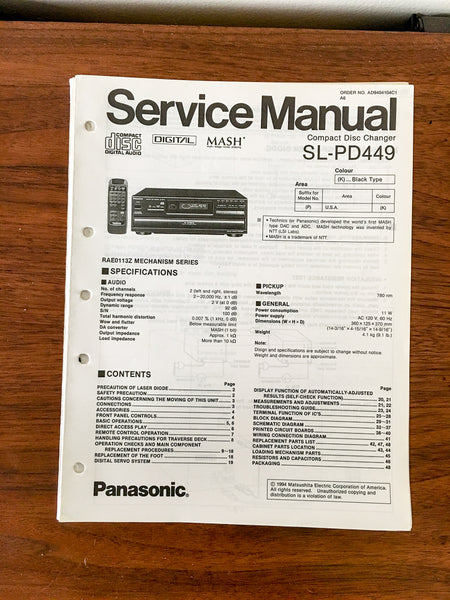 ORDER NO. AD9404104C1
A6
Service Manual
Compact Disc Changer
SL-PD449
COMPACT
disc
DIGITAL AUDIO
DIGITAL
MASH
Colour
(K)... Black Type
Area
Suffix for Model No.
Area
Colour
(P)
U.S.A.
(K)
• Technics (or Panasonic) developed the world's first MASH type DAC and ADC. MASH technology was invented by NTT (LSI Labs).
• MASH is a trademark of NTT.
RAE0113Z MECHANISM SERIES
SPECIFICATIONS
AUDIO
No. of channels 2 (left and right, stereo)
Frequency response 2–20,000 Hz, ±1 dB
Output voltage 2 V (at 0 dB)
Dynamic range 92 dB
S/N 100 dB
Total harmonic distortion 0.007 % (1 kHz, 0 dB)
Wow and flutter Below measurable limit
DA converter MASH (1 bit)
Output impedance Approx. 1 kΩ
Load impedance More than 10 kΩ
PICKUP
Wavelength 780 nm
GENERAL
Power consumption 11 W
Power supply AC 120 V, 60 Hz
Dimensions (W × H × D) 360×125×370 mm
(14-3/16" × 4-15/16" × 14-9/16")
Weight 4.1 kg (9.1 lb.)
Note:
Design and specifications are subject to change without notice.
Weight and dimensions are approximate.
CONTENTS
Page
PRECAUTION OF LASER DIODE 2
SAFETY PRECAUTION 2
CAUTIONS CONCERNING THE MOVING OF THIS UNIT 3
CONNECTIONS
ACCESSORIES
FRONT PANEL CONTROLS 4
BASIC OPERATIONS 5, 6
DIRECT ACCESS PLAY 6
REMOTE CONTROL OPERATION
HANDLING PRECAUTIONS FOR TRAVERSE DECK
OPERATION CHECKS AND MAIN COMPONENT
REPLACEMENT PROCEDURES 9–18
REPLACEMENT OF THE FOOT 18
DIGITAL SERVO SYSTEM 19
Page
DISPLAY FUNCTION OF AUTOMATICALLY-ADJUSTED
RESULTS (SELF-CHECK FUNCTION) 20, 21
MEASUREMENTS AND ADJUSTMENTS 21, 22
TROUBLESHOOTING GUIDE 23, 24
TERMINAL FUNCTION OF IC'S
BLOCK DIAGRAM
SCHEMATIC DIAGRAM
PRINTED CIRCUIT BOARDS
WIRING CONNECTION DIAGRAM 41
REPLACEMENT PARTS LIST 42, 47, 48
CABINET PARTS LOCATION 43, 44
LOADING MECHANISM PARTS 45
RESISTORS AND CAPACITORS 46
PACKAGING 48
Panasonic
© 1994 Matsushita Electric Corporation of America. All rights reserved. Unauthorized copying and distribution is a violation of law.